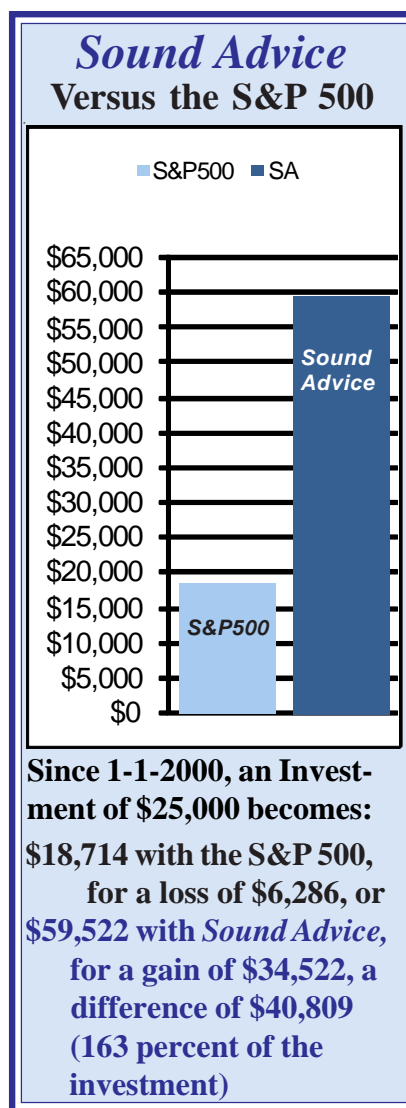 Sound Advice
Versus the S&P 500
S&P500 SA
$65,000
$60,000
$55,000
$50,000
$45,000
$40,000
$35,000
$30,000
$25,000
$20,000
$15,000
$10,000
$5,000
$0
Sound
Advice
S&P500
Since 1-1-2000, an Invest-
ment of $25,000 becomes:
$18,714 with the S&P 500,
for a loss of $6,286, or
$59,522 with Sound Advice,
for a gain of $34,522, a
difference of $40,809
(163 percent of the
investment)